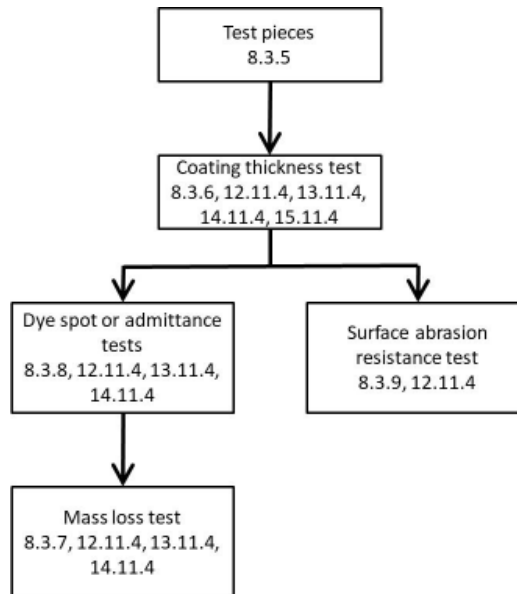 Test pieces
8.3.5
Coating thickness test
8.3.6, 12.11.4, 13.11.4,
14.11.4, 15.11.4
Dye spot or admittance
tests
8.3.8, 12.11.4, 13.11.4,
14.11.4
Surface abrasion
resistance test
8.3.9, 12.11.4
Mass loss test
8.3.7, 12.11.4, 13.11.4,
14.11.4